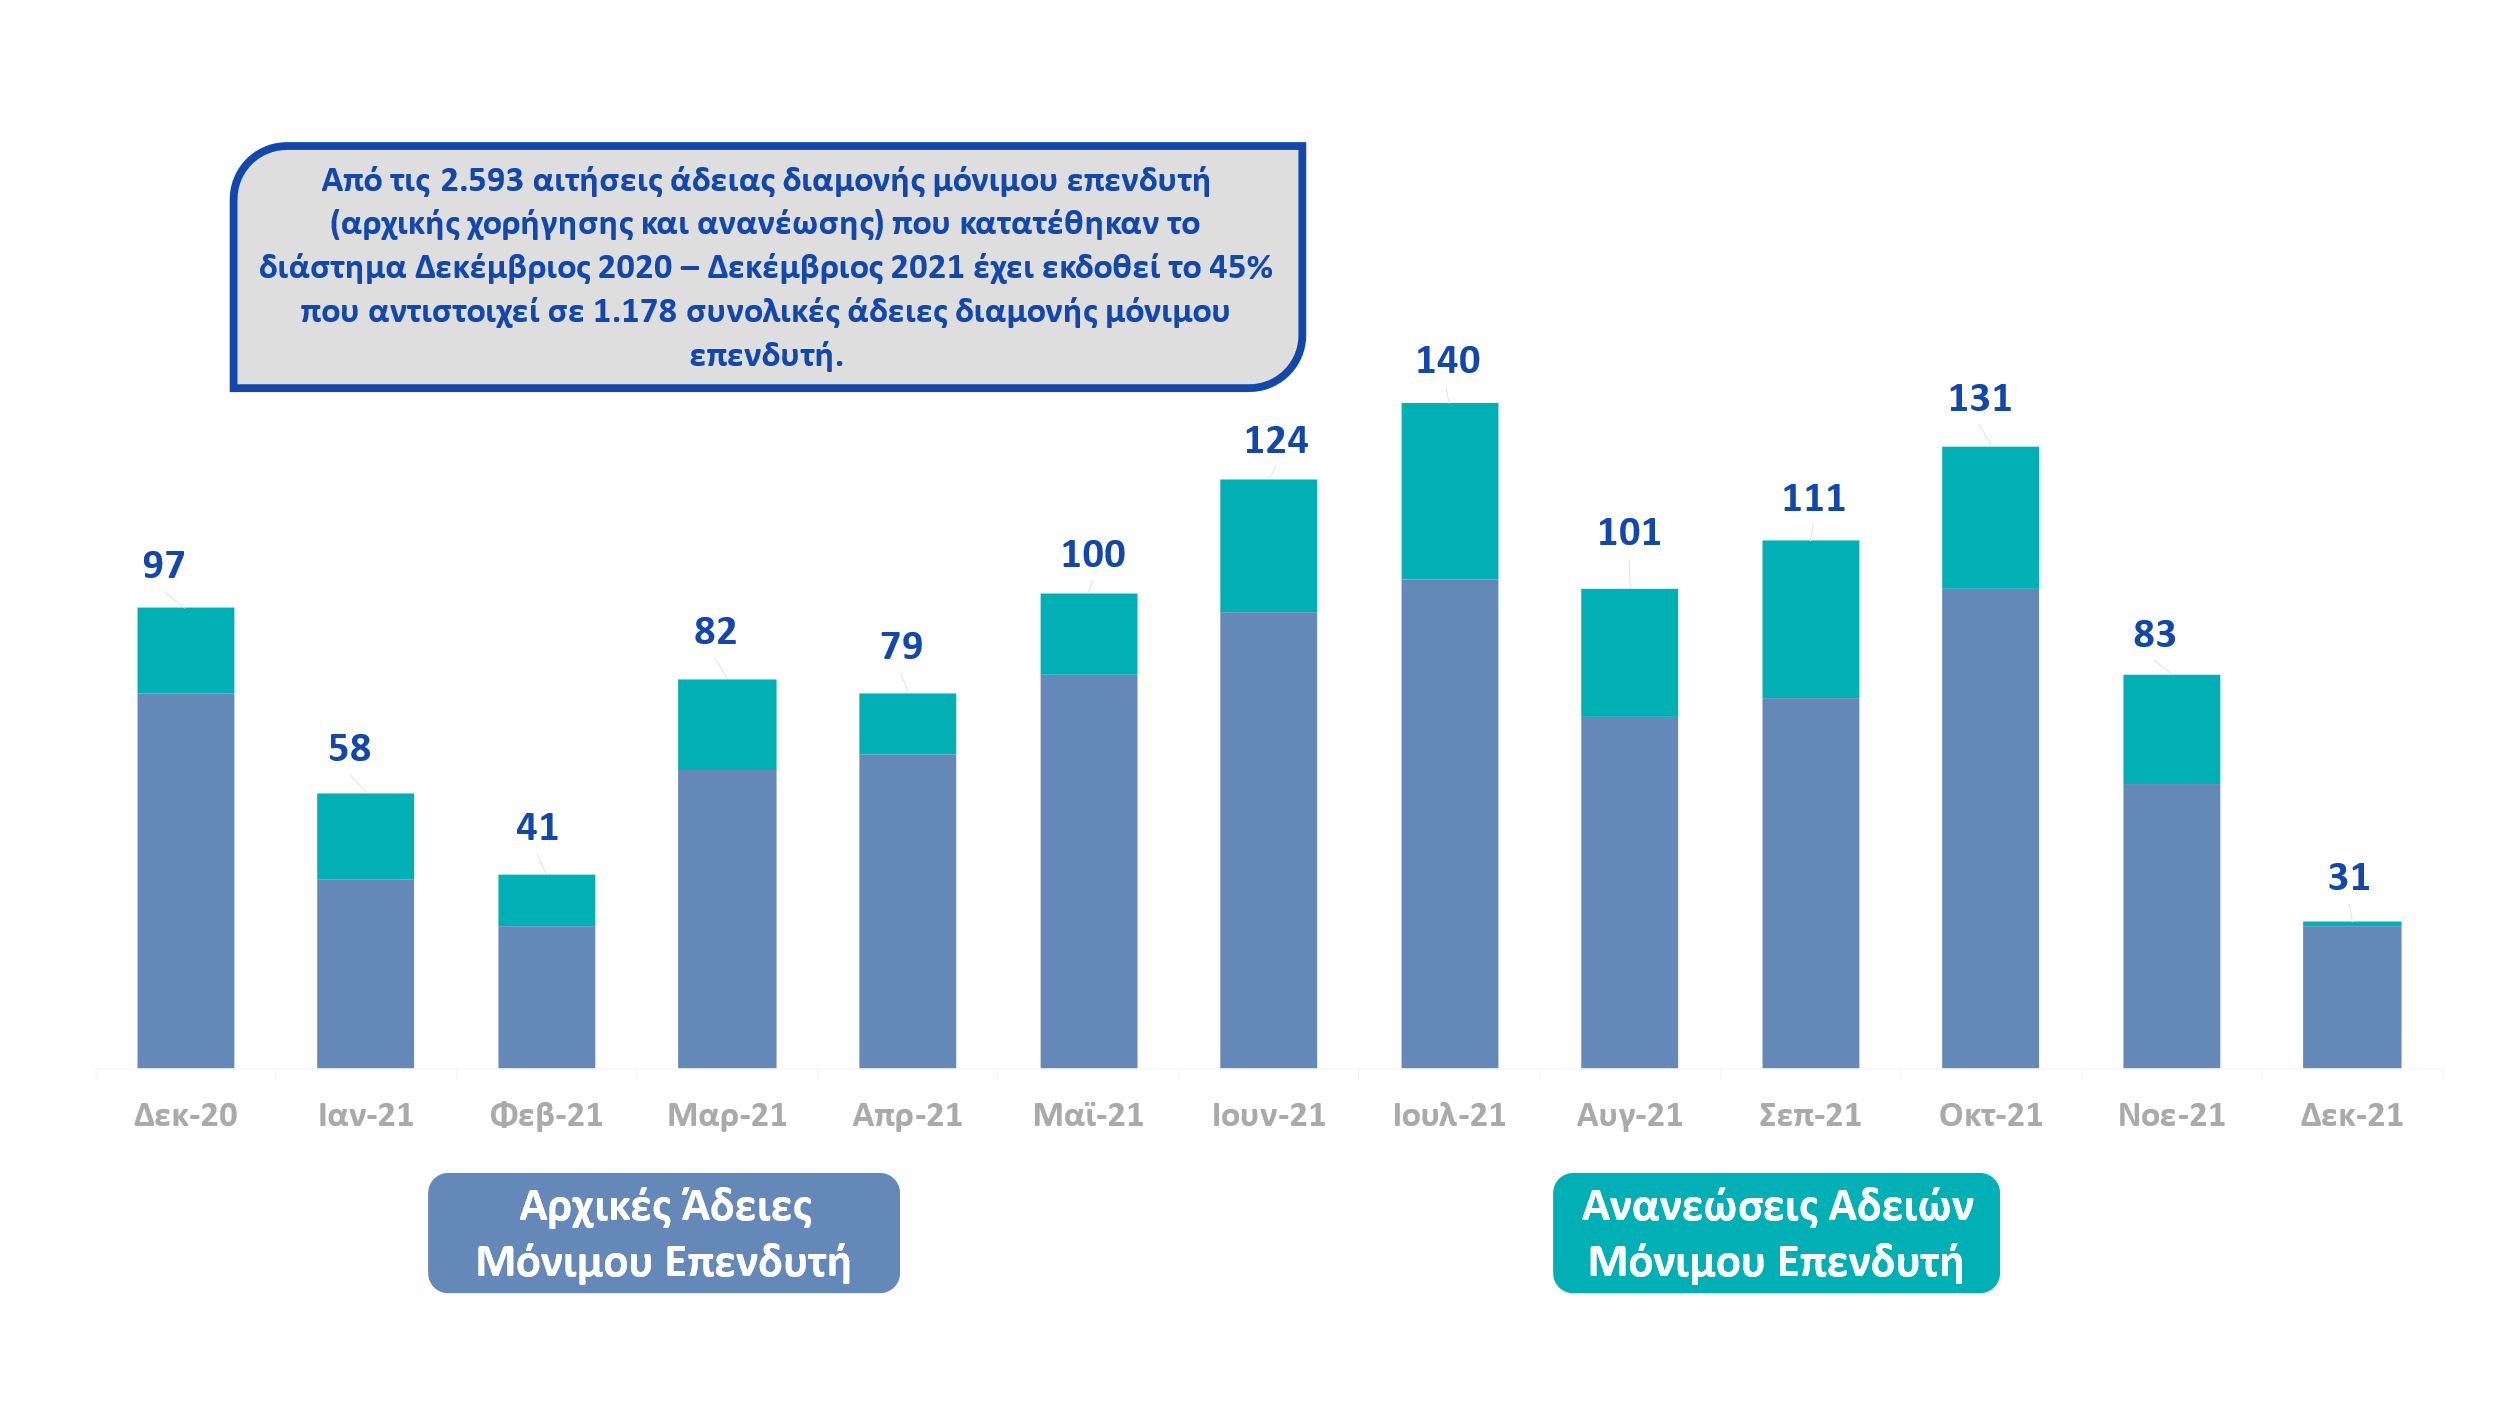 Από τις 2.593 αιτήσεις άδειας διαμονής μόνιμου επενδυτή
(αρχικής χορήγησης και ανανέωσης) που κατατέθηκαν το
διάστημα Δεκέμβριος 2020 – Δεκέμβριος 2021 έχει εκδοθεί το 45%
που αντιστοιχεί σε 1.178 συνολικές άδειες διαμονής μόνιμου
επενδυτή.
97
58
41
82
79
100
124
140
101
111
131
83
31
Δεκ-20
Ιαν-21
Φεβ-21
Μαρ-21
Απρ-21
Μαϊ-21
Ιουν-21
Ιουλ-21
Αυγ-21
Σεπ-21
Οκτ-21
Νοε-21
Δεκ-21
Αρχικές Άδειες
Μόνιμου Επενδυτή
Ανανεώσεις Αδειών
Μόνιμου Επενδυτή